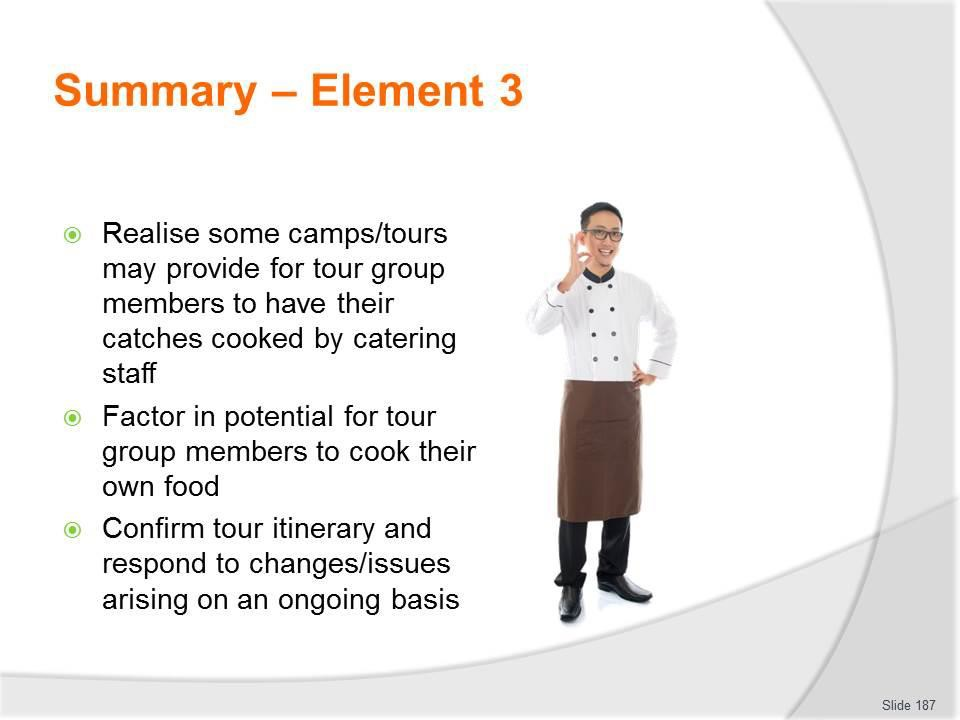 Summary – Element 3
Realise some camps/tours
may provide for tour group
members to have their
catches cooked by catering
staff
Factor in potential for tour
group members to cook their
own food
Confirm tour itinerary and
respond to changes/issues
arising on an ongoing basis
Slide 187